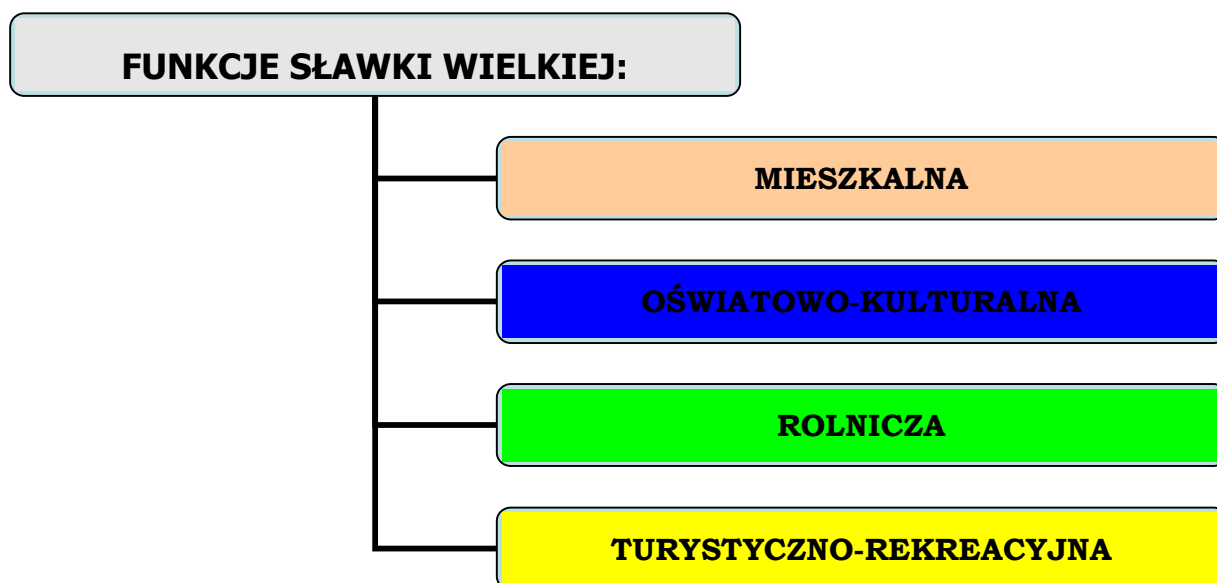 FUNKCJE SŁAWKI WIELKIEJ:
MIESZKALNA
OŚWIATOWO-KULTURALNA
ROLNICZA
TURYSTYCZNO-REKREACYJNA